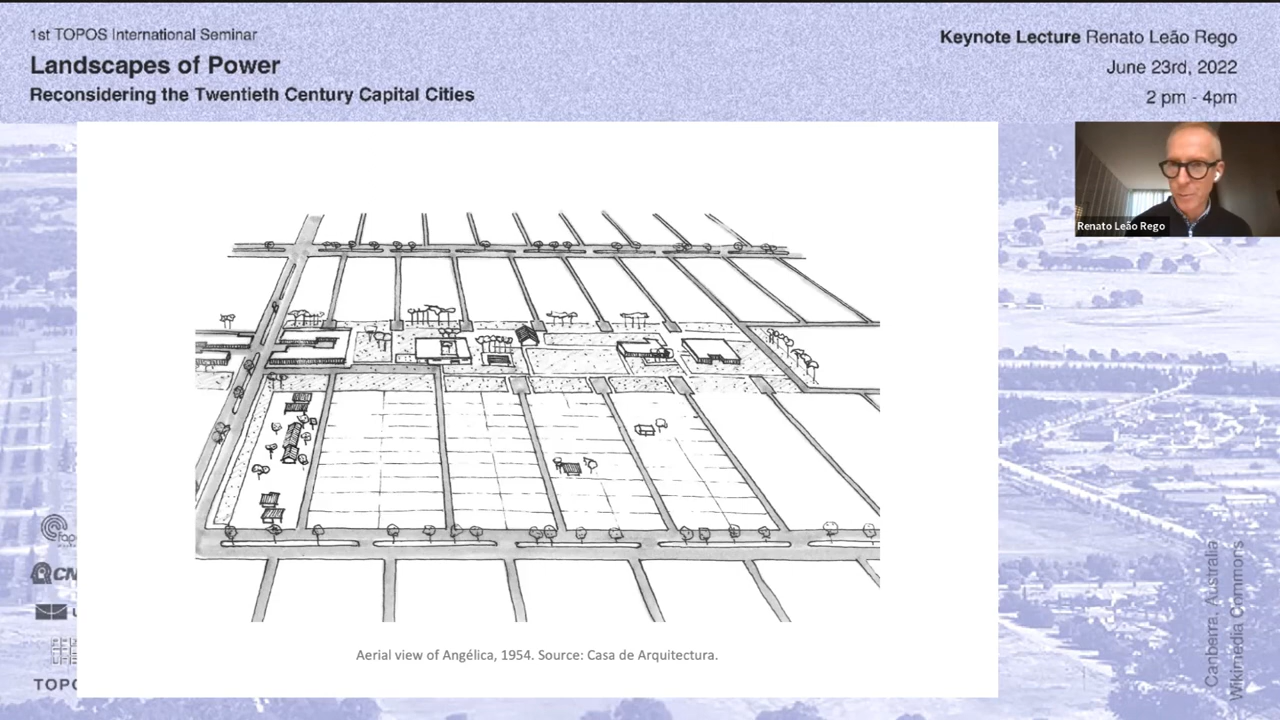 1st TOPOS International Seminar
Landscapes of Power
Reconsidering the Twentieth Century Capital Cities
Keynote Lecture Renato Leão Rego
June 23rd, 2022
2 pm - 4pm
Renato Leão Rego
Aerial view of Angélica, 1954. Source: Casa de Arquitectura.
Canberra, Australia
Wikimedia Commons